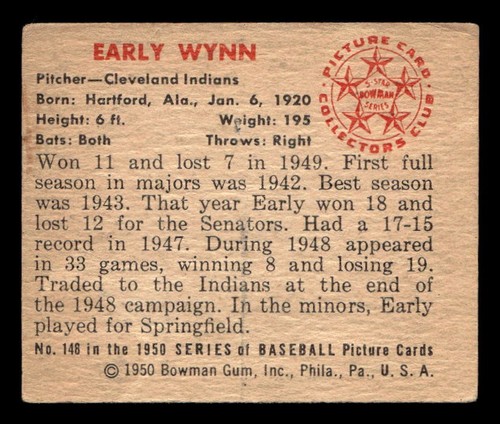 EARLY WYNN
Pitcher—Cleveland Indians
Born: Hartford, Ala., Jan. 6, 1920
Height: 6 ft. Weight: 195
Bats: Both Throws: Right
PICTURE CARD
COLLECTORS CLUB
5-STAR
BOWMAN
SERIES
Won 11 and lost 7 in 1949. First full
season in majors was 1942. Best season
was 1943. That year Early won 18 and
lost 12 for the Senators. Had a 17-15
record in 1947. During 1948 appeared
in 33 games, winning 8 and losing 19.
Traded to the Indians at the end of
the 1948 campaign. In the minors, Early
played for Springfield.
No. 148 in the 1950 SERIES of BASEBALL Picture Cards
© 1950 Bowman Gum, Inc., Phila., Pa., U. S. A.